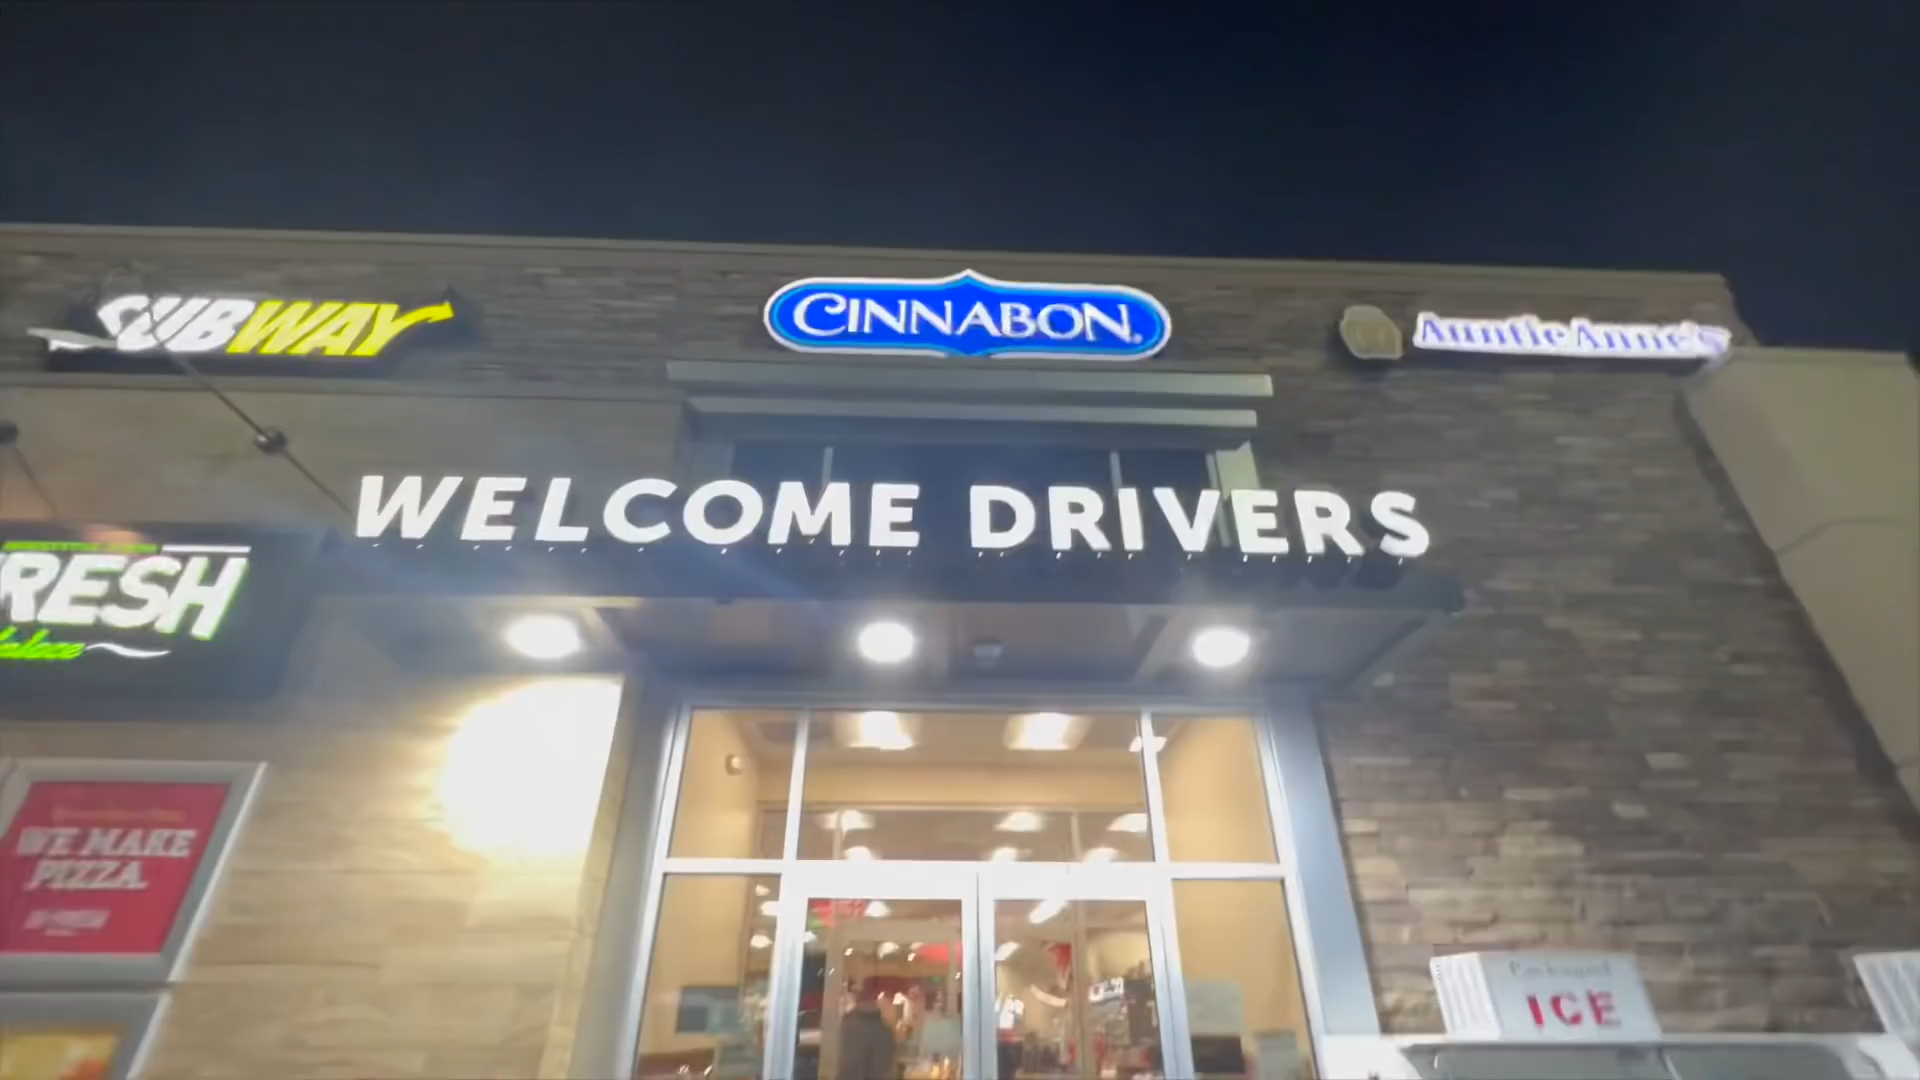 SUBWAY
CINNABON®
Auntie Anne's
WELCOME DRIVERS
RESH
WE MAKE
PIZZA.
Packaged
ICE